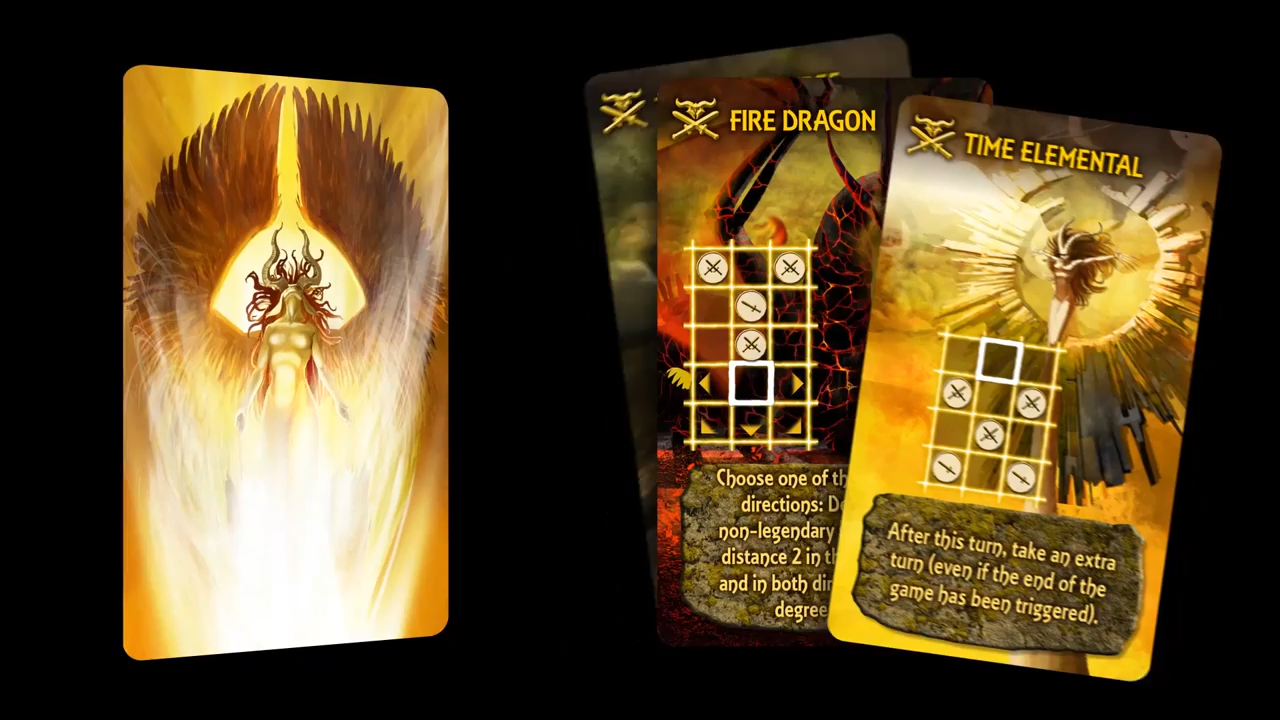 FIRE DRAGON
Choose one of th
directions: D
non-legendary
distance 2 in th
and in both di
degree
TIME ELEMENTAL
After this turn, take an extra
turn (even if the end of the
game has been triggered).